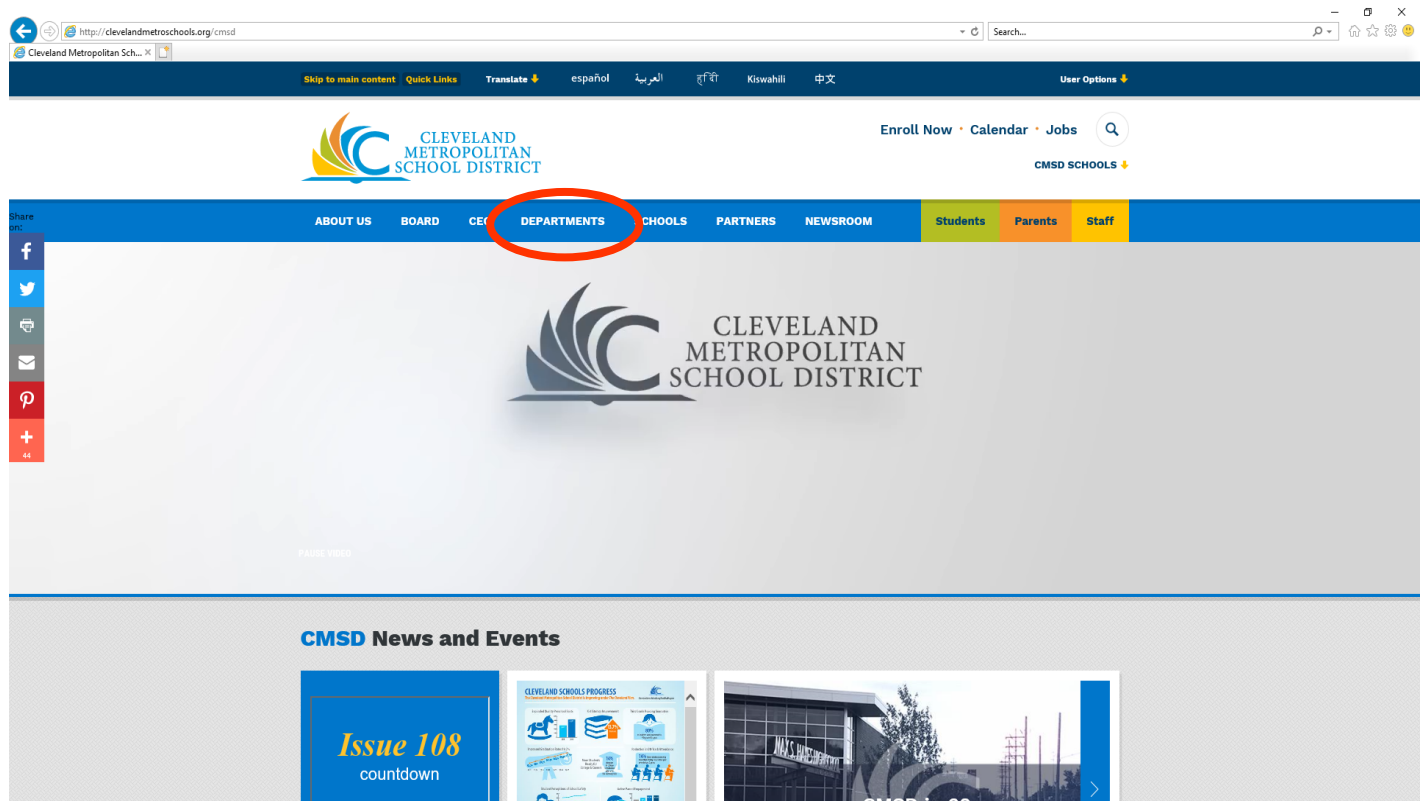 http://clevelandmetroschools.org/cmsd
Search...
Cleveland Metropolitan Sch...
Skip to main content Quick Links Translate español العربية हिंदी Kiswahili 中文 User Options
Enroll Now • Calendar • Jobs
CLEVELAND
METROPOLITAN
SCHOOL DISTRICT
CMSD SCHOOLS
ABOUT US BOARD DEPARTMENTS PARTNERS NEWSROOM Students Parents Staff
Share
on:
44
CLEVELAND
METROPOLITAN
SCHOOL DISTRICT
PAUSE VIDEO
CMSD News and Events
Issue 108
countdown
CLEVELAND SCHOOLS PROGRESS